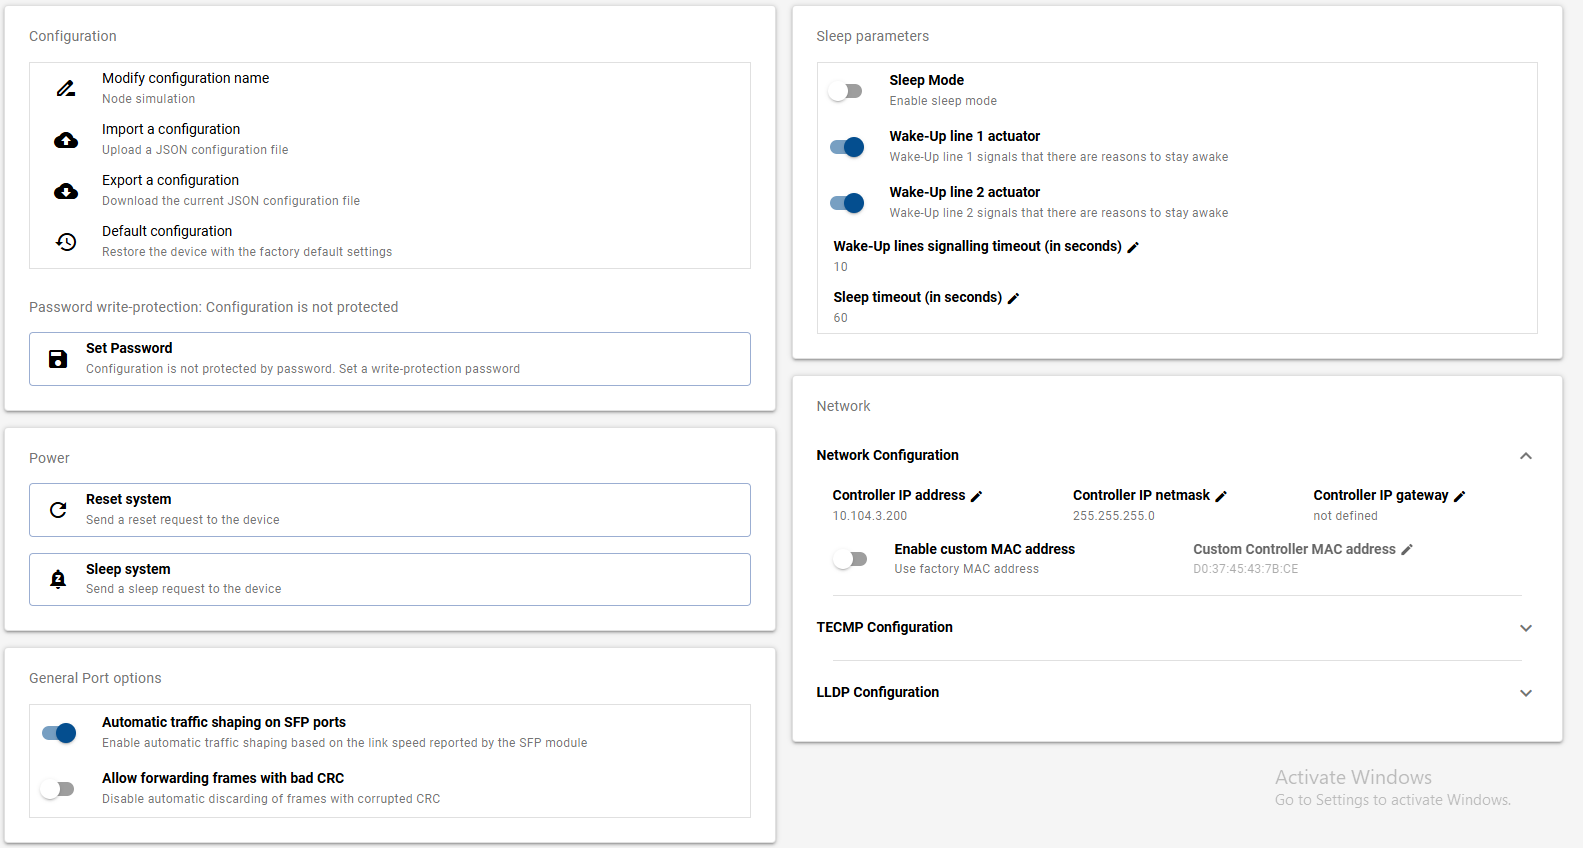 Configuration
Modify configuration name
Node simulation
Import a configuration
Upload a JSON configuration file
Export a configuration
Download the current JSON configuration file
Default configuration
Restore the device with the factory default settings
Password write-protection: Configuration is not protected
Set Password
Configuration is not protected by password. Set a write-protection password
Power
Reset system
Send a reset request to the device
Sleep system
Send a sleep request to the device
General Port options
Automatic traffic shaping on SFP ports
Enable automatic traffic shaping based on the link speed reported by the SFP module
Allow forwarding frames with bad CRC
Disable automatic discarding of frames with corrupted CRC
Sleep parameters
Sleep Mode
Enable sleep mode
Wake-Up line 1 actuator
Wake-Up line 1 signals that there are reasons to stay awake
Wake-Up line 2 actuator
Wake-Up line 2 signals that there are reasons to stay awake
Wake-Up lines signalling timeout (in seconds)
10
Sleep timeout (in seconds)
60
Network
Network Configuration
Controller IP address
10.104.3.200
Controller IP netmask
255.255.255.0
Controller IP gateway
not defined
Enable custom MAC address
Use factory MAC address
Custom Controller MAC address
D0:37:45:43:7B:CE
TECMP Configuration
LLDP Configuration
Activate Windows
Go to Settings to activate Windows.